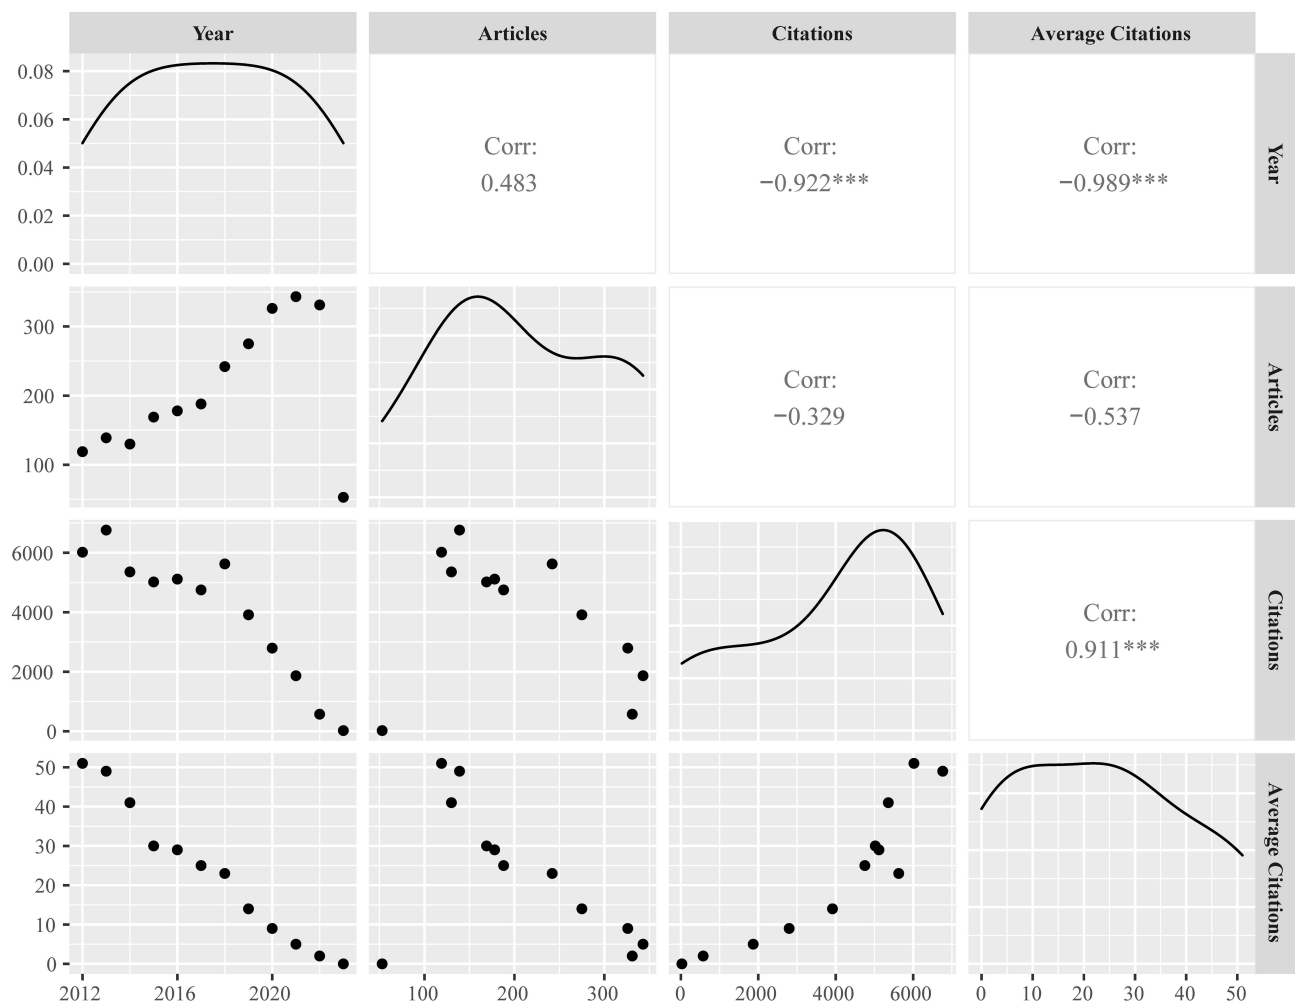 Year Articles Citations Average Citations
0.08
0.06
0.04
0.02
0.00
Corr:
0.483
Corr:
−0.922***
Corr:
−0.989***
Year
300
200
100
Corr:
−0.329
Corr:
−0.537
Articles
6000
4000
2000
0
Corr:
0.911***
Citations
50
40
30
20
10
0
Average Citations
2012 2016 2020
100 200 300
0 2000 4000 6000
0 10 20 30 40 50